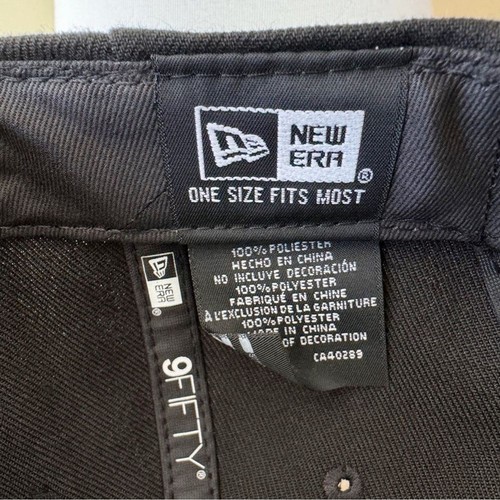 NEW
ERA®
ONE SIZE FITS MOST
100% POLIESTER
HECHO EN CHINA
NO INCLUYE DECORACIÓN
100% POLYESTER
FABRIQUÉ EN CHINE
À L'EXCLUSION DE LA GARNITURE
100% POLYESTER
MADE IN CHINA
OF DECORATION
CA40289
NEW
ERA®
9FIFTY®